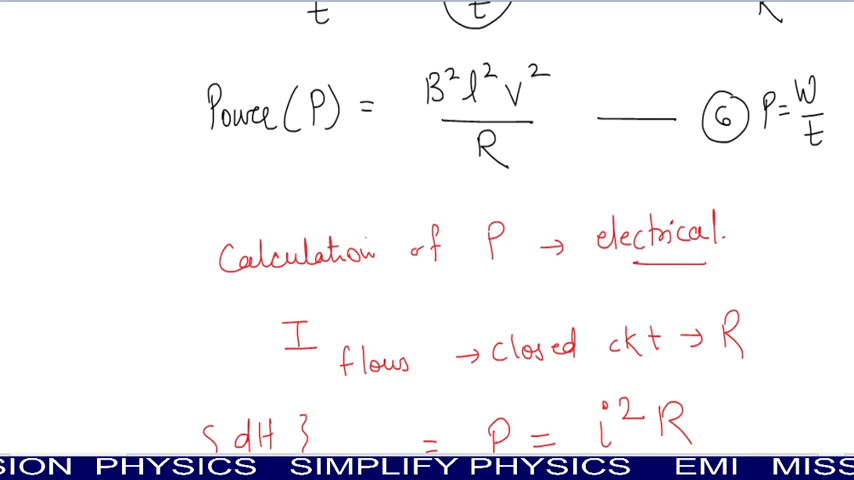 t t R
Power (P) = B²l²v² / R —— 6 P = W/t
Calculation of P → electrical.
I flows → closed ckt → R
{ dH } = P = i²R
SION PHYSICS SIMPLIFY PHYSICS EMI MISS